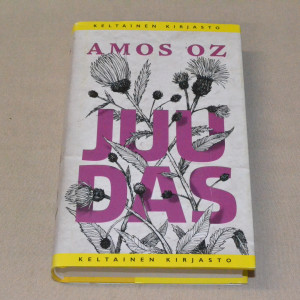 KELTAINEN KIRJASTO
AMOS OZ
JUU
DAS
KELTAINEN KIRJASTO